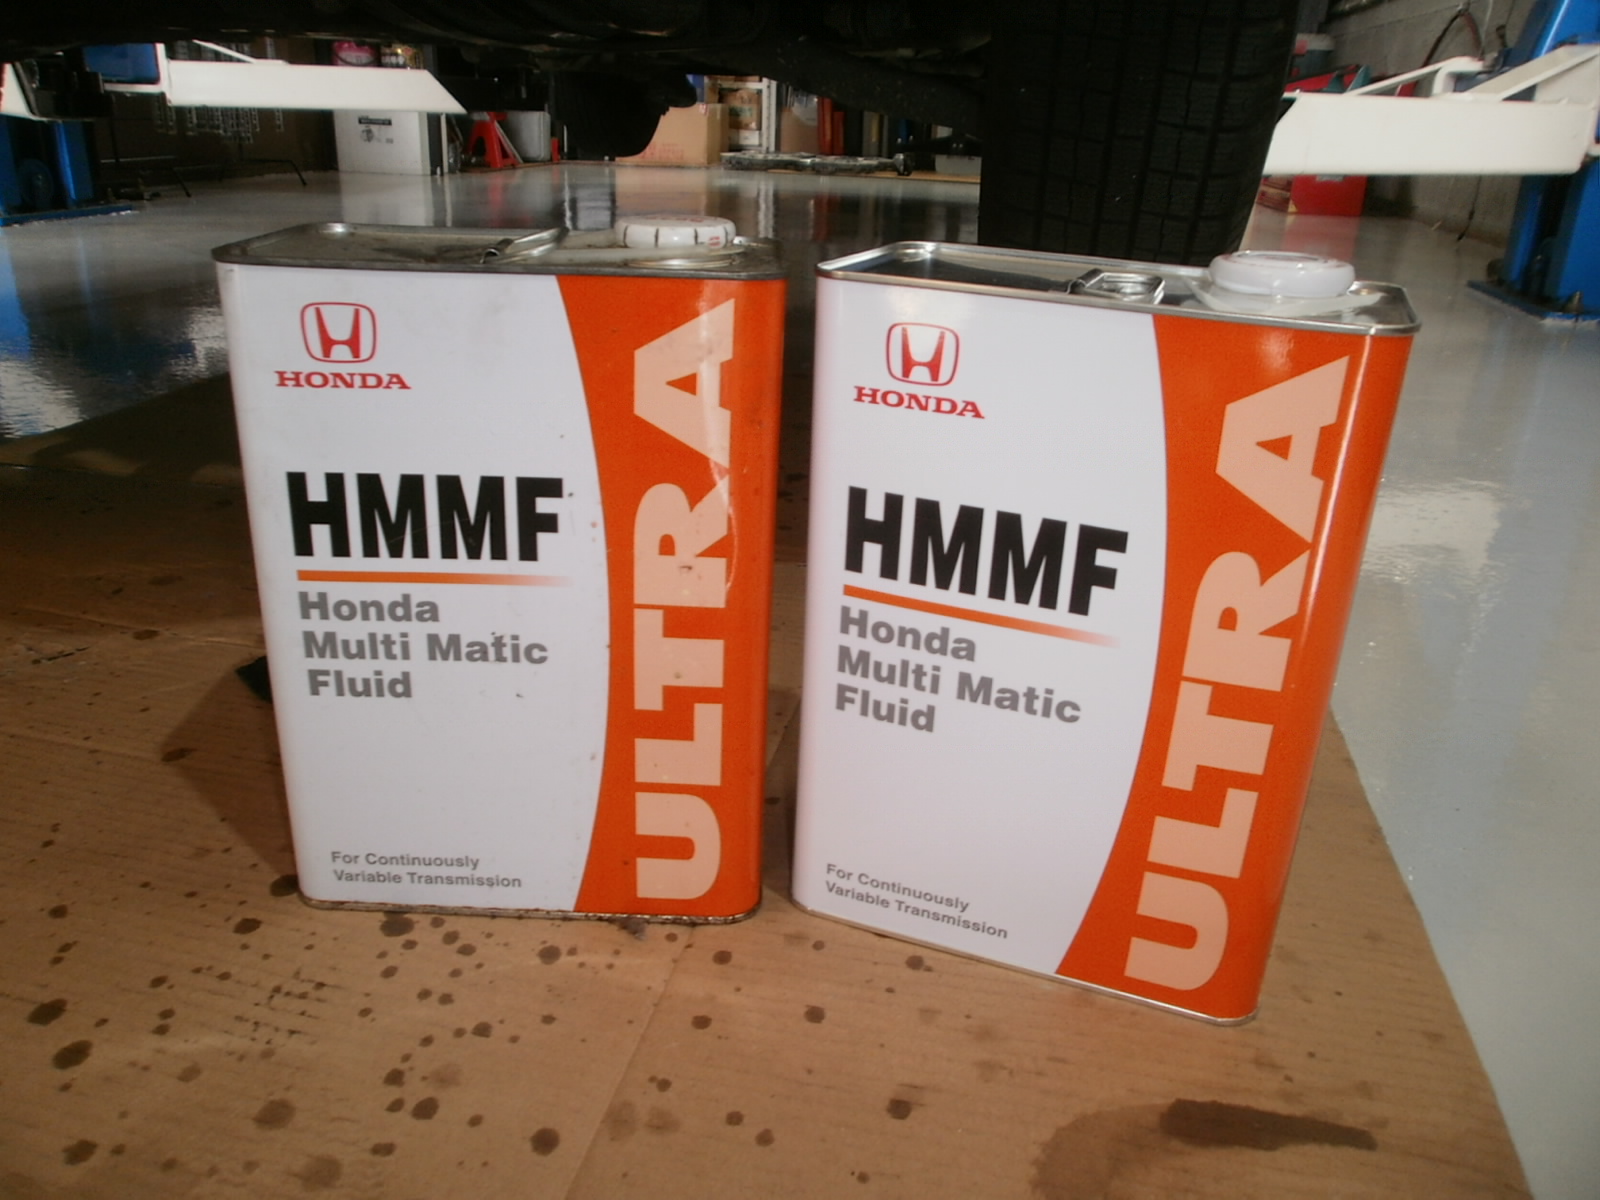 HONDA
HMMF
Honda
Multi Matic
Fluid
For Continuously
Variable Transmission
ULTRA
HONDA
HMMF
Honda
Multi Matic
Fluid
For Continuously
Variable Transmission
ULTRA